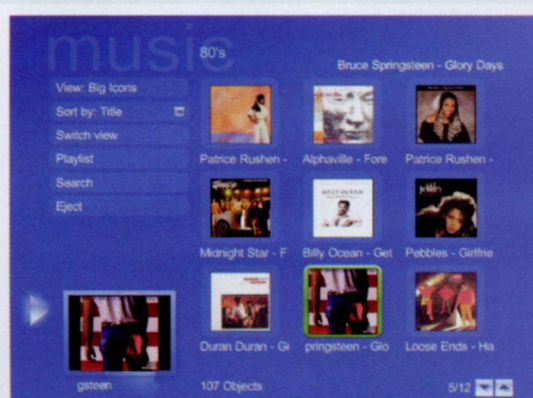 music
80's
Bruce Springsteen - Glory Days
View: Big Icons
Sort by: Title
Switch view
Playlist
Search
Eject
Patrice Rushen -
Alphaville - Fore
Patrice Rushen -
Midnight Star - F
Billy Ocean - Get
Pebbles - Girlfrie
Duran Duran - Gi
pringsteen - Glo
Loose Ends - Ha
gsteen
107 Objects
5/12